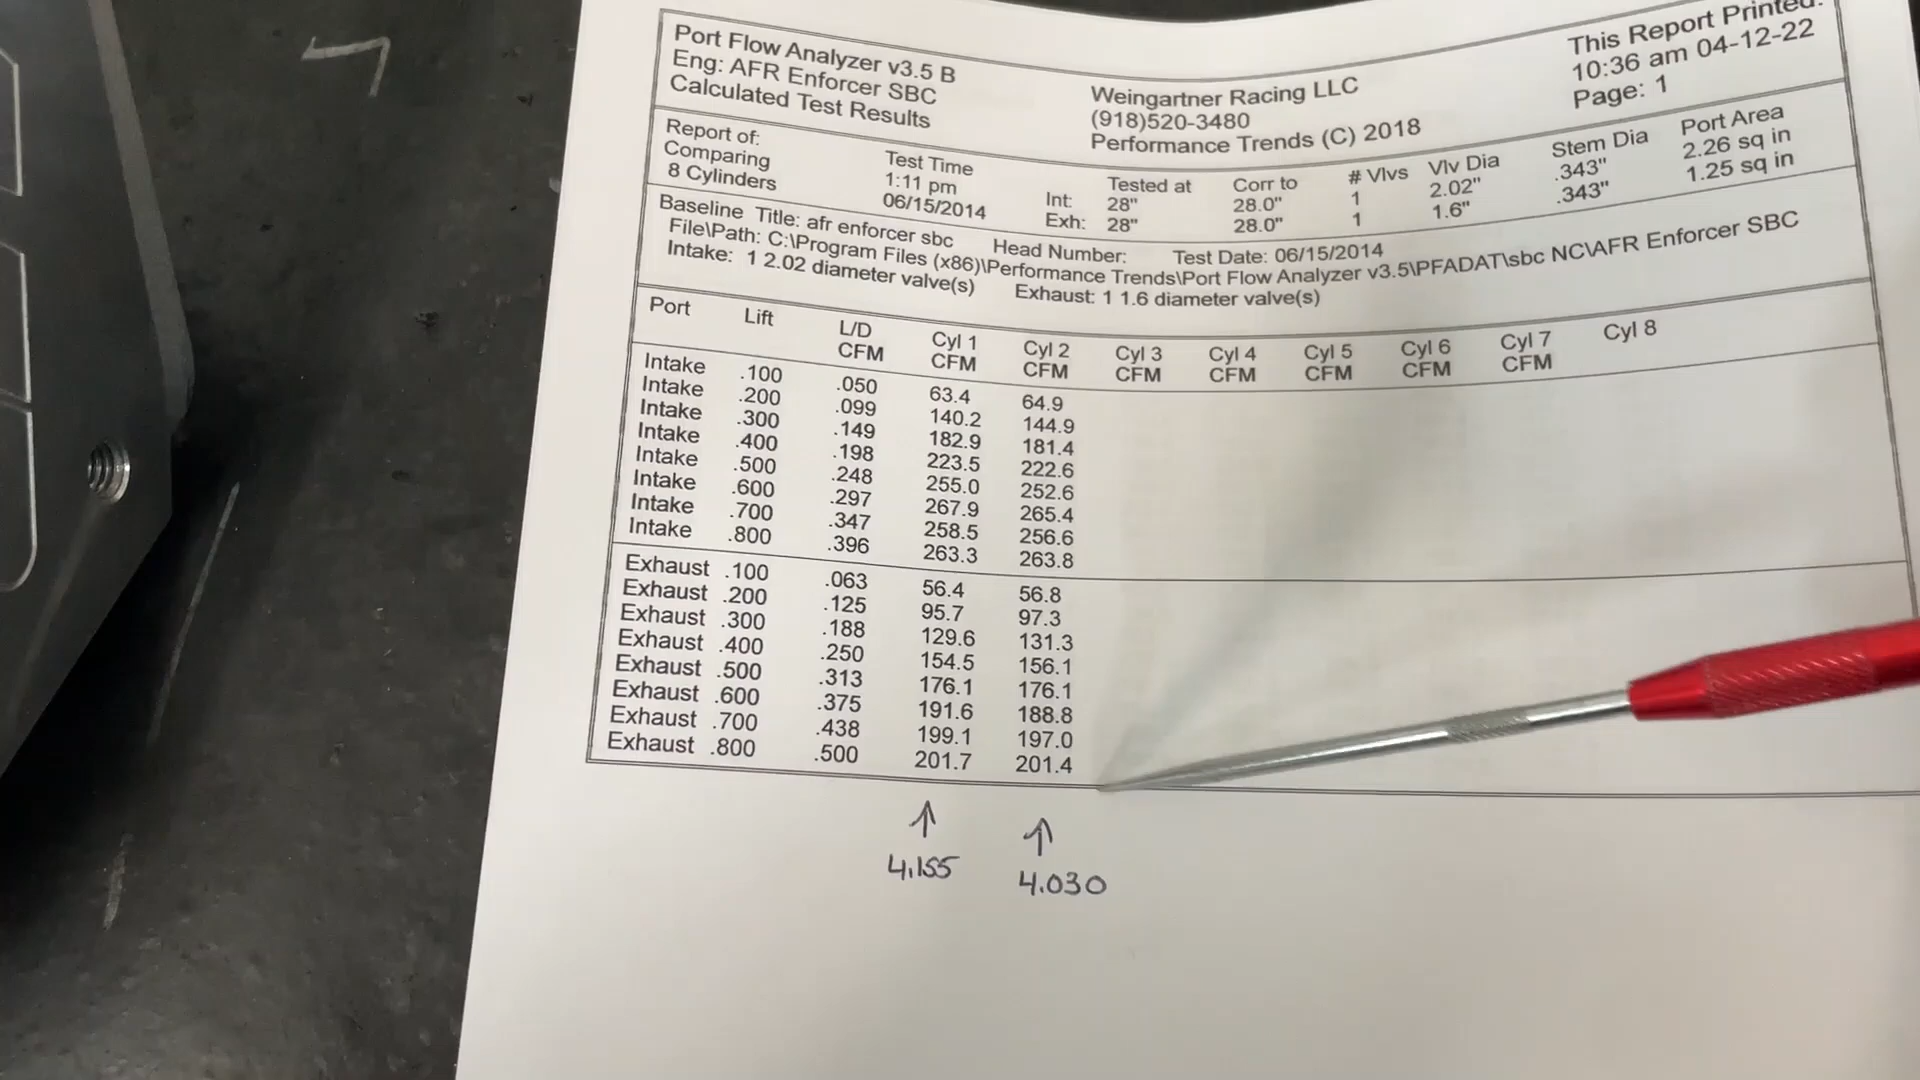 Port Flow Analyzer v3.5 B
Eng: AFR Enforcer SBC
Calculated Test Results
Weingartner Racing LLC
(918)520-3480
Performance Trends (C) 2018
This Report Printed:
10:36 am 04-12-22
Page: 1
Report of:
Comparing
8 Cylinders
Test Time
1:11 pm
06/15/2014
Tested at Corr to # Vlvs Vlv Dia Stem Dia Port Area
Int: 28" 28.0" 1 2.02" .343" 2.26 sq in
Exh: 28" 28.0" 1 1.6" .343" 1.25 sq in
Baseline Title: afr enforcer sbc Head Number: Test Date: 06/15/2014
File\Path: C:\Program Files (x86)\Performance Trends\Port Flow Analyzer v3.5\PFADAT\sbc NC\AFR Enforcer SBC
Intake: 1 2.02 diameter valve(s) Exhaust: 1 1.6 diameter valve(s)
Port Lift L/D Cyl 1 Cyl 2 Cyl 3 Cyl 4 Cyl 5 Cyl 6 Cyl 7 Cyl 8
CFM CFM CFM CFM CFM CFM CFM CFM
Intake .100 .050 63.4 64.9
Intake .200 .099 140.2 144.9
Intake .300 .149 182.9 181.4
Intake .400 .198 223.5 222.6
Intake .500 .248 255.0 252.6
Intake .600 .297 267.9 265.4
Intake .700 .347 258.5 256.6
Intake .800 .396 263.3 263.8
Exhaust .100 .063 56.4 56.8
Exhaust .200 .125 95.7 97.3
Exhaust .300 .188 129.6 131.3
Exhaust .400 .250 154.5 156.1
Exhaust .500 .313 176.1 176.1
Exhaust .600 .375 191.6 188.8
Exhaust .700 .438 199.1 197.0
Exhaust .800 .500 201.7 201.4
↑ ↑
4.155 4.030